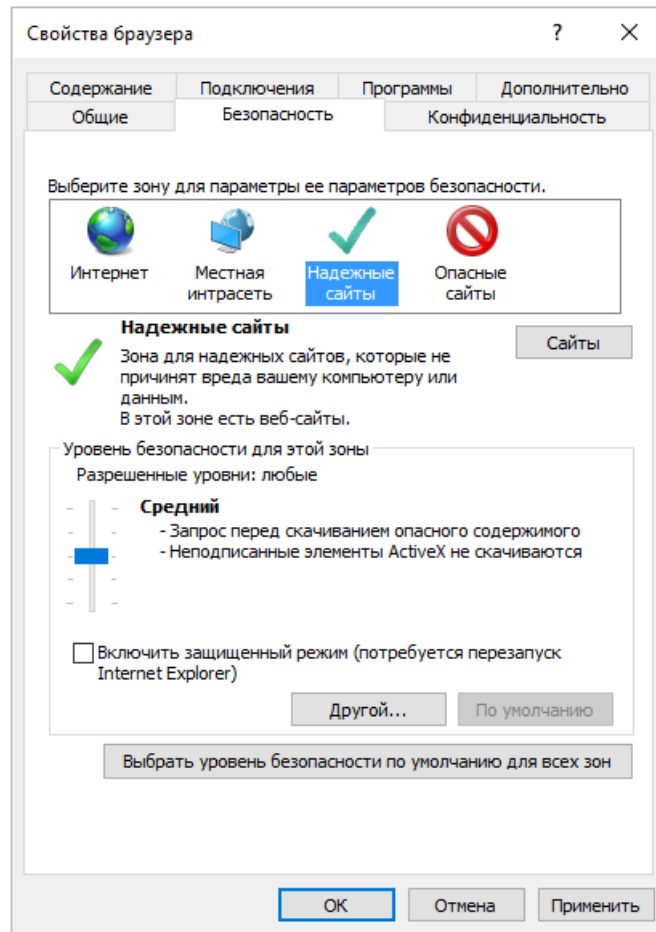 Свойства браузера
?
Содержание Подключения Программы Дополнительно
Общие Безопасность Конфиденциальность
Выберите зону для параметры ее параметров безопасности.
Интернет Местная интрасеть Надежные сайты Опасные сайты
Надежные сайты
Сайты
Зона для надежных сайтов, которые не
причинят вреда вашему компьютеру или
данным.
В этой зоне есть веб-сайты.
Уровень безопасности для этой зоны
Разрешенные уровни: любые
Средний
- Запрос перед скачиванием опасного содержимого
- Неподписанные элементы ActiveX не скачиваются
Включить защищенный режим (потребуется перезапуск
Internet Explorer)
Другой... По умолчанию
Выбрать уровень безопасности по умолчанию для всех зон
ОК Отмена Применить